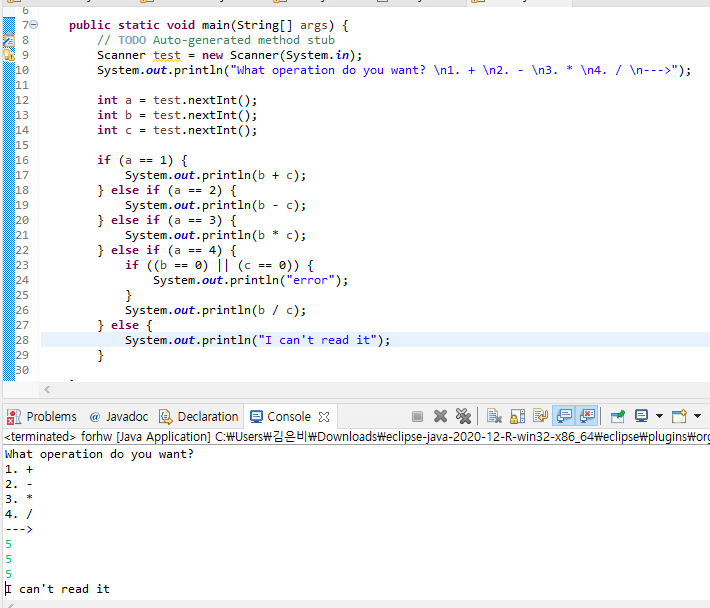 6
7 public static void main(String[] args) {
8 // TODO Auto-generated method stub
9 Scanner test = new Scanner(System.in);
10 System.out.println("What operation do you want? \n1. + \n2. - \n3. * \n4. / \n--->");
11
12 int a = test.nextInt();
13 int b = test.nextInt();
14 int c = test.nextInt();
15
16 if (a == 1) {
17 System.out.println(b + c);
18 } else if (a == 2) {
19 System.out.println(b - c);
20 } else if (a == 3) {
21 System.out.println(b * c);
22 } else if (a == 4) {
23 if ((b == 0) || (c == 0)) {
24 System.out.println("error");
25 }
26 System.out.println(b / c);
27 } else {
28 System.out.println("I can't read it");
29 }
30
Problems @ Javadoc Declaration Console
<terminated> forhw [Java Application] C:₩Users₩김은비₩Downloads₩eclipse-java-2020-12-R-win32-x86_64₩eclipse₩plugins₩org
What operation do you want?
1. +
2. -
3. *
4. /
--->
5
5
5
I can't read it